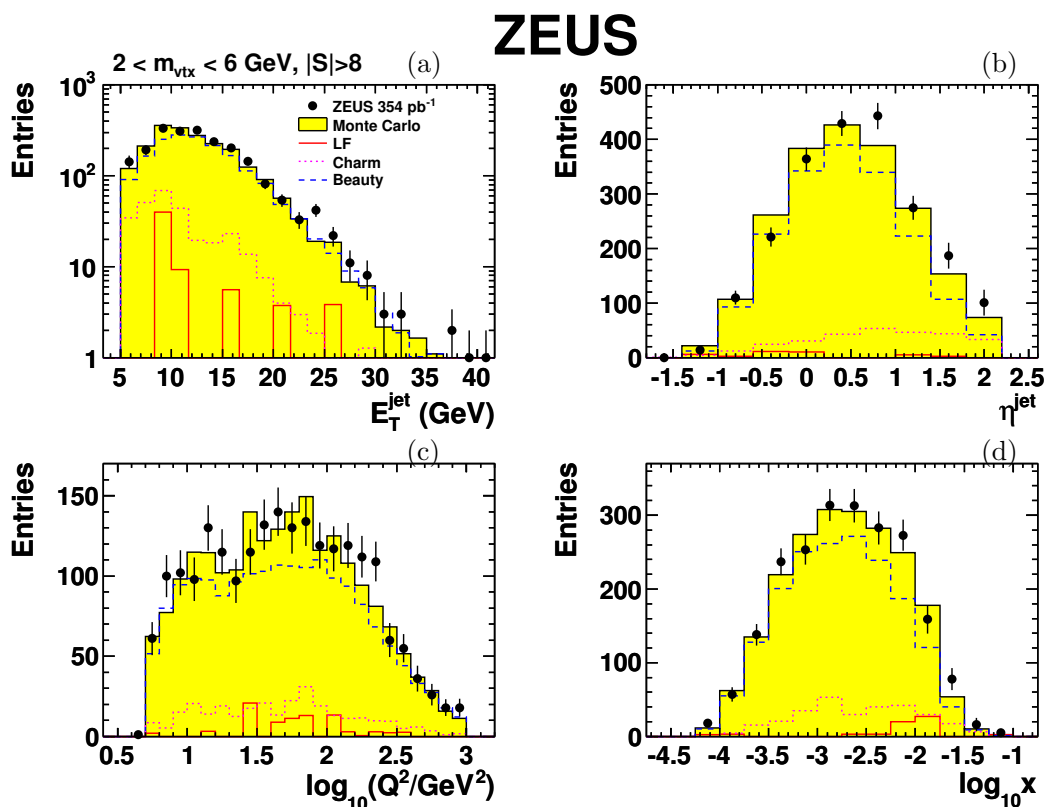 ZEUS
2 < m_vtx < 6 GeV, |S|>8 (a)
Entries
10³
10²
10
1
ZEUS 354 pb⁻¹
Monte Carlo
LF
Charm
Beauty
5 10 15 20 25 30 35 40
E_T^jet (GeV)
(b)
Entries
500
400
300
200
100
0
-1.5 -1 -0.5 0 0.5 1 1.5 2 2.5
η^jet
(c)
Entries
150
100
50
0
0.5 1 1.5 2 2.5 3
log₁₀(Q²/GeV²)
(d)
Entries
300
200
100
0
-4.5 -4 -3.5 -3 -2.5 -2 -1.5 -1
log₁₀x